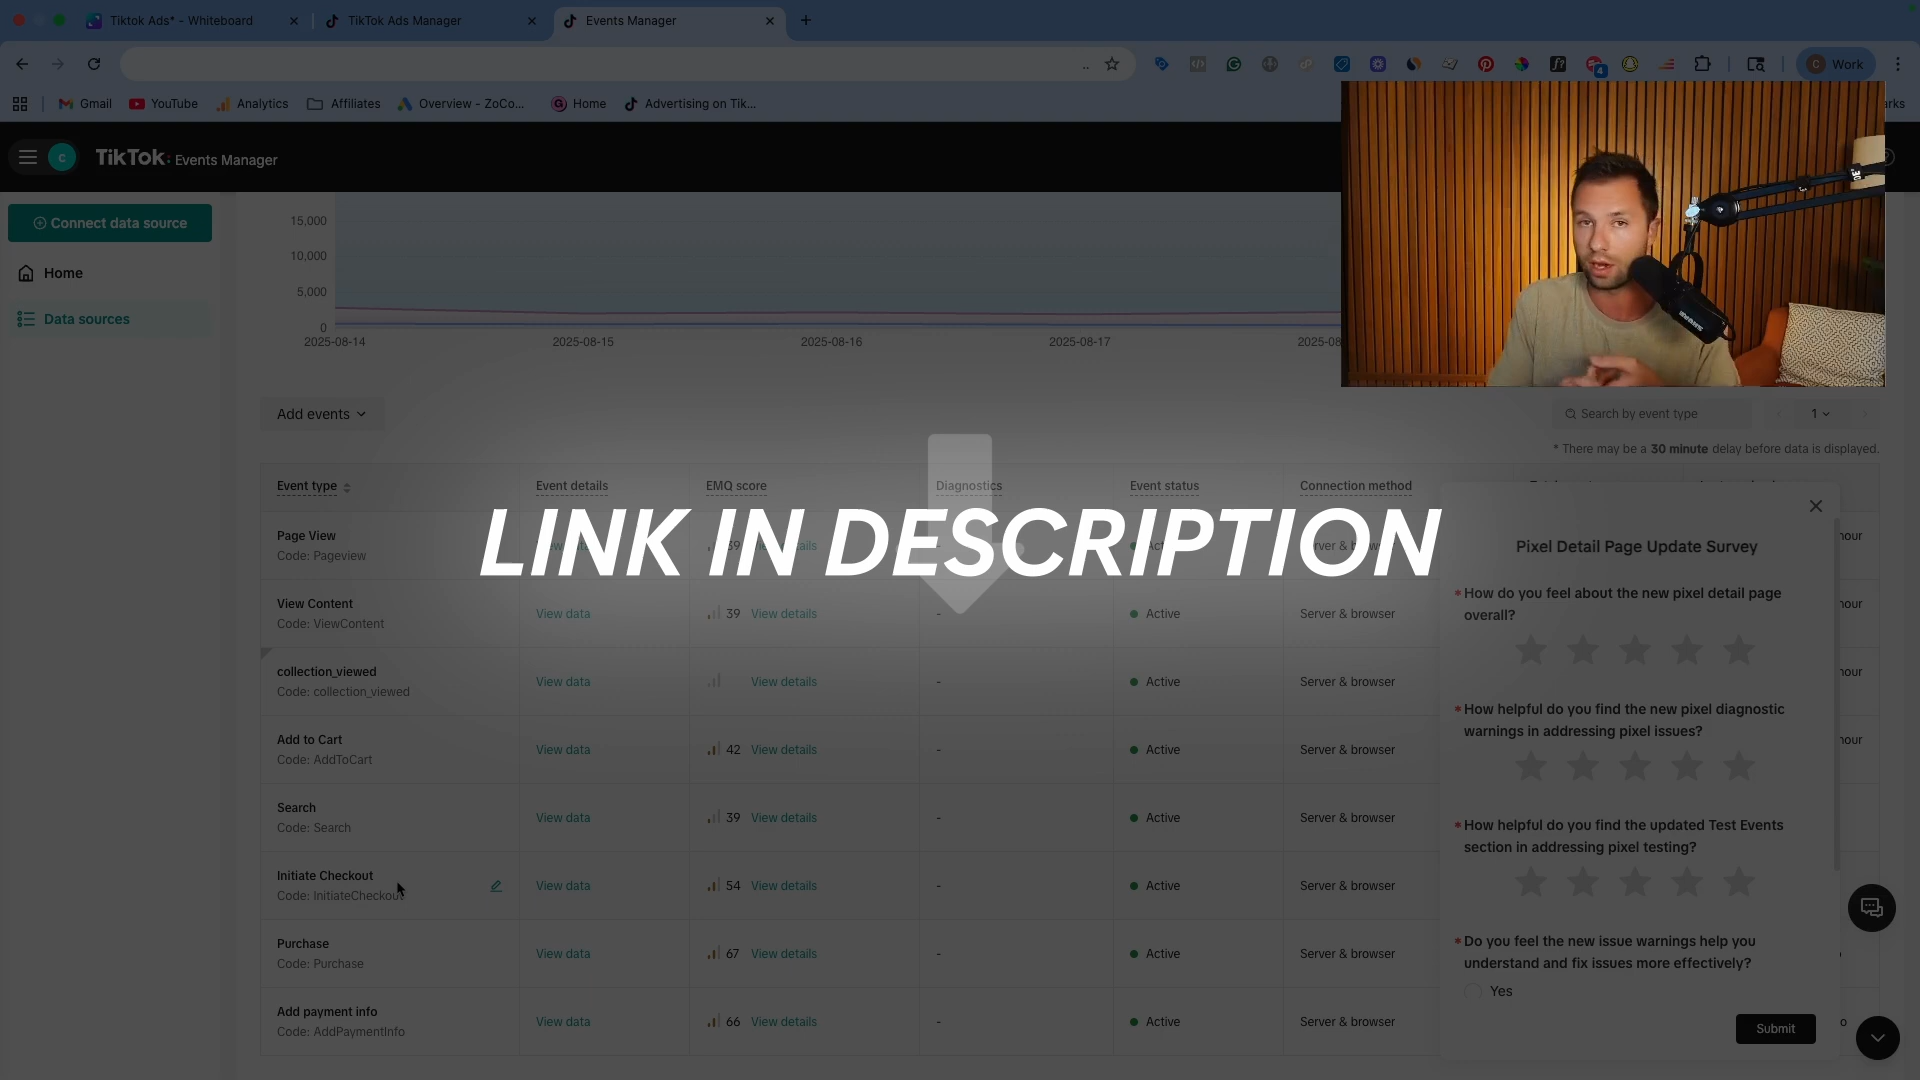 Tiktok Ads* - Whiteboard
TikTok Ads Manager
Events Manager
Work
4
Gmail
YouTube
Analytics
Affiliates
Overview - ZoCo...
Home
Advertising on Tik...
arks
c
TikTok: Events Manager
Connect data source
Home
Data sources
15,000
10,000
5,000
0
2025-08-14
2025-08-15
2025-08-16
2025-08-17
2025-08
Add events
Search by event type
1
* There may be a 30 minute delay before data is displayed.
Event type
Event details
EMQ score
Diagnostics
Event status
Connection method
LINK IN DESCRIPTION
Page View
Code: Pageview
39
hour
View Content
Code: ViewContent
View data
39 View details
-
Active
Server & browser
hour
collection_viewed
Code: collection_viewed
View data
View details
-
Active
Server & browser
hour
Add to Cart
Code: AddToCart
View data
42 View details
-
Active
Server & browser
hour
Search
Code: Search
View data
39 View details
-
Active
Server & browser
Initiate Checkout
Code: InitiateCheckout
View data
54 View details
-
Active
Server & browser
Purchase
Code: Purchase
View data
67 View details
-
Active
Server & browser
Add payment info
Code: AddPaymentInfo
View data
66 View details
-
Active
Server & browser
Pixel Detail Page Update Survey
* How do you feel about the new pixel detail page
overall?
* How helpful do you find the new pixel diagnostic
warnings in addressing pixel issues?
* How helpful do you find the updated Test Events
section in addressing pixel testing?
* Do you feel the new issue warnings help you
understand and fix issues more effectively?
Yes
Submit